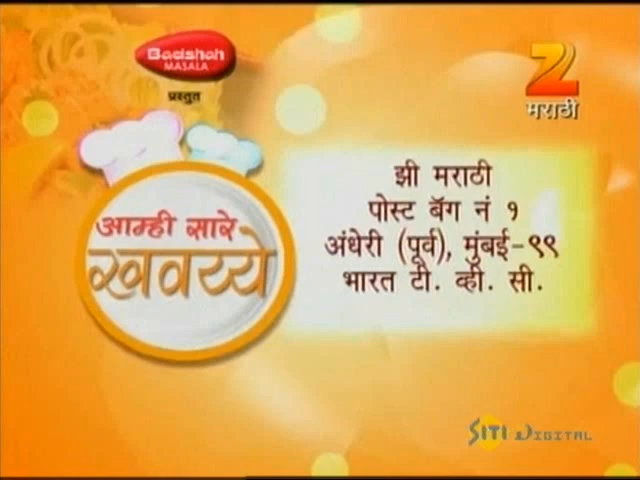 Badshah
MASALA
प्रस्तुत
Z
मराठी
आम्ही सारे
खवय्ये
झी मराठी
पोस्ट बॅग नं १
अंधेरी (पूर्व), मुंबई-९९
भारत टी. व्ही. सी.
SITI DIGITAL